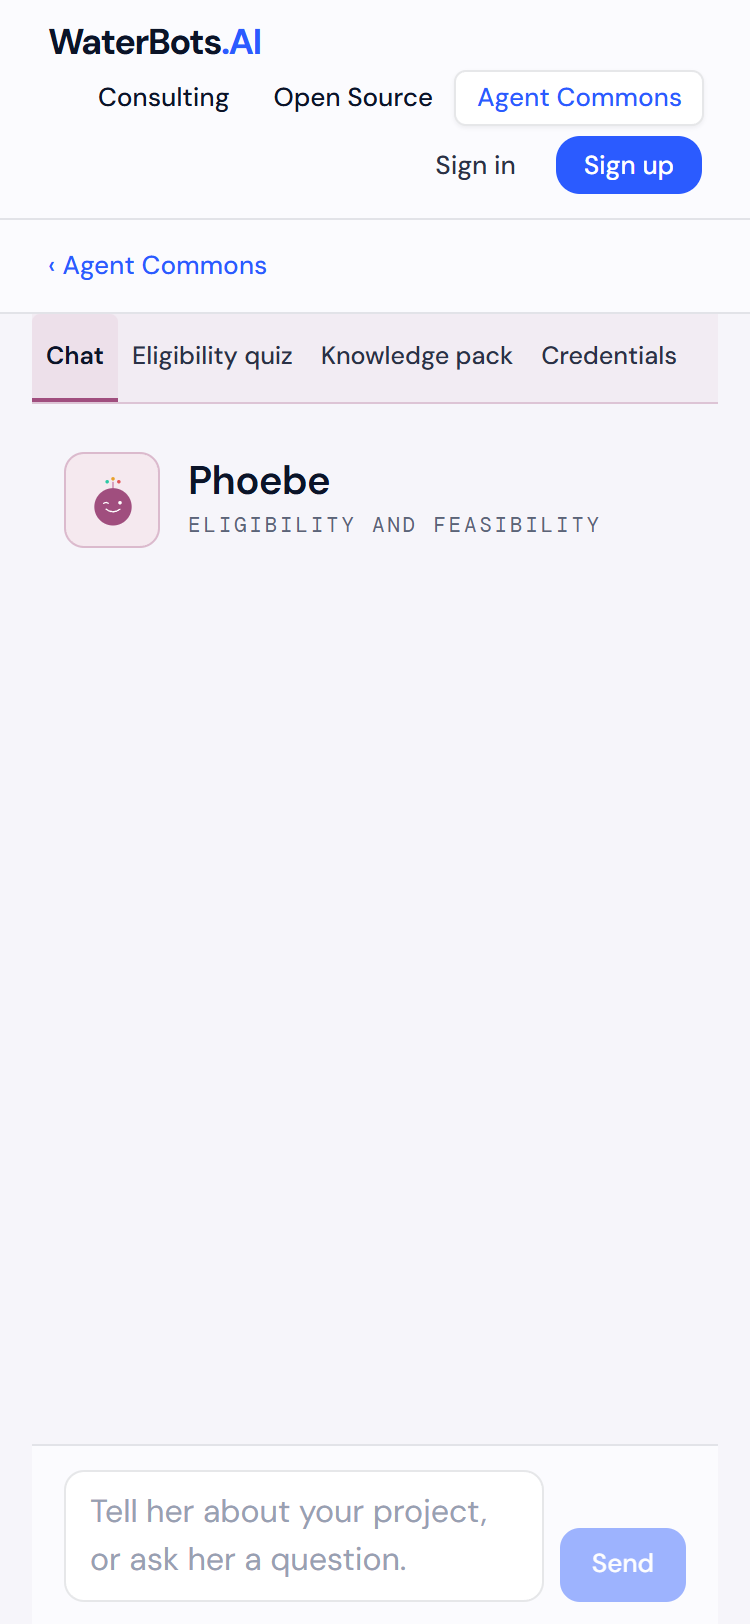 WaterBots.AI
Consulting Open Source Agent Commons
Sign in Sign up
‹ Agent Commons
Chat Eligibility quiz Knowledge pack Credentials
Phoebe
ELIGIBILITY AND FEASIBILITY
Tell her about your project,
or ask her a question.
Send